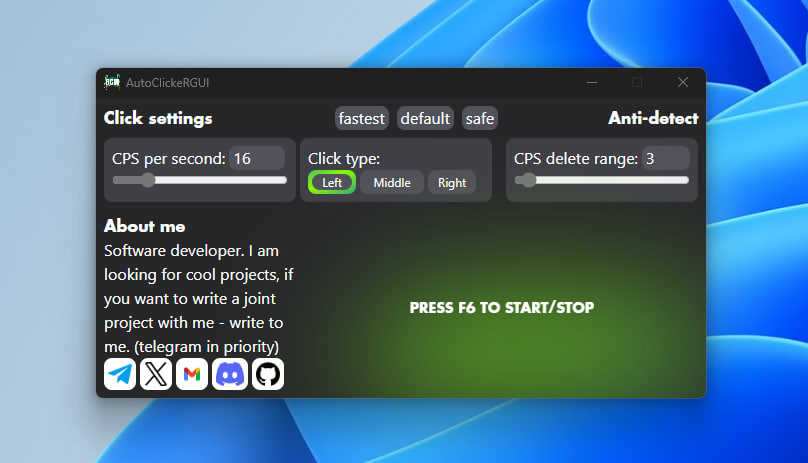 AutoClickeRGUI
Click settings
fastest
default
safe
Anti-detect
CPS per second: 16
Click type:
Left
Middle
Right
CPS delete range: 3
About me
Software developer. I am
looking for cool projects, if
you want to write a joint
project with me - write to
me. (telegram in priority)
PRESS F6 TO START/STOP